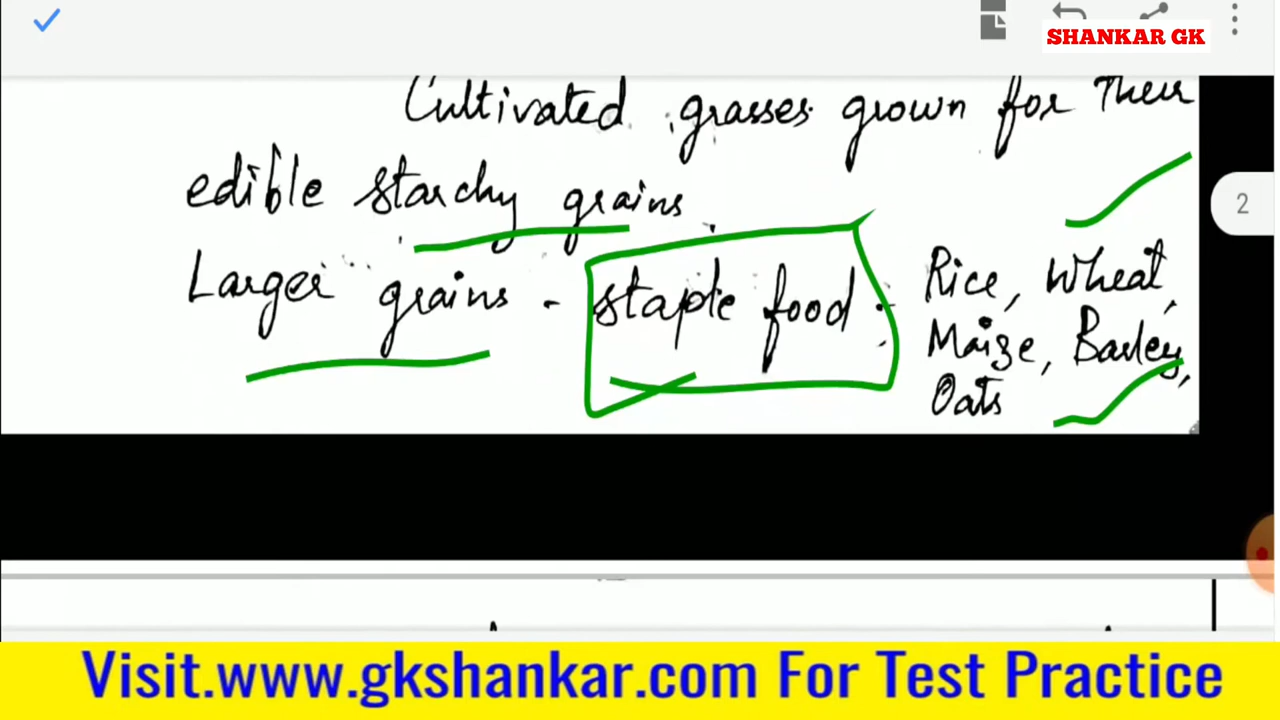 SHANKAR GK
Cultivated grasses grown for Their
edible starchy grains.
2
Larger grains - staple food : Rice, Wheat,
Maize, Barley,
Oats
Visit.www.gkshankar.com For Test Practice